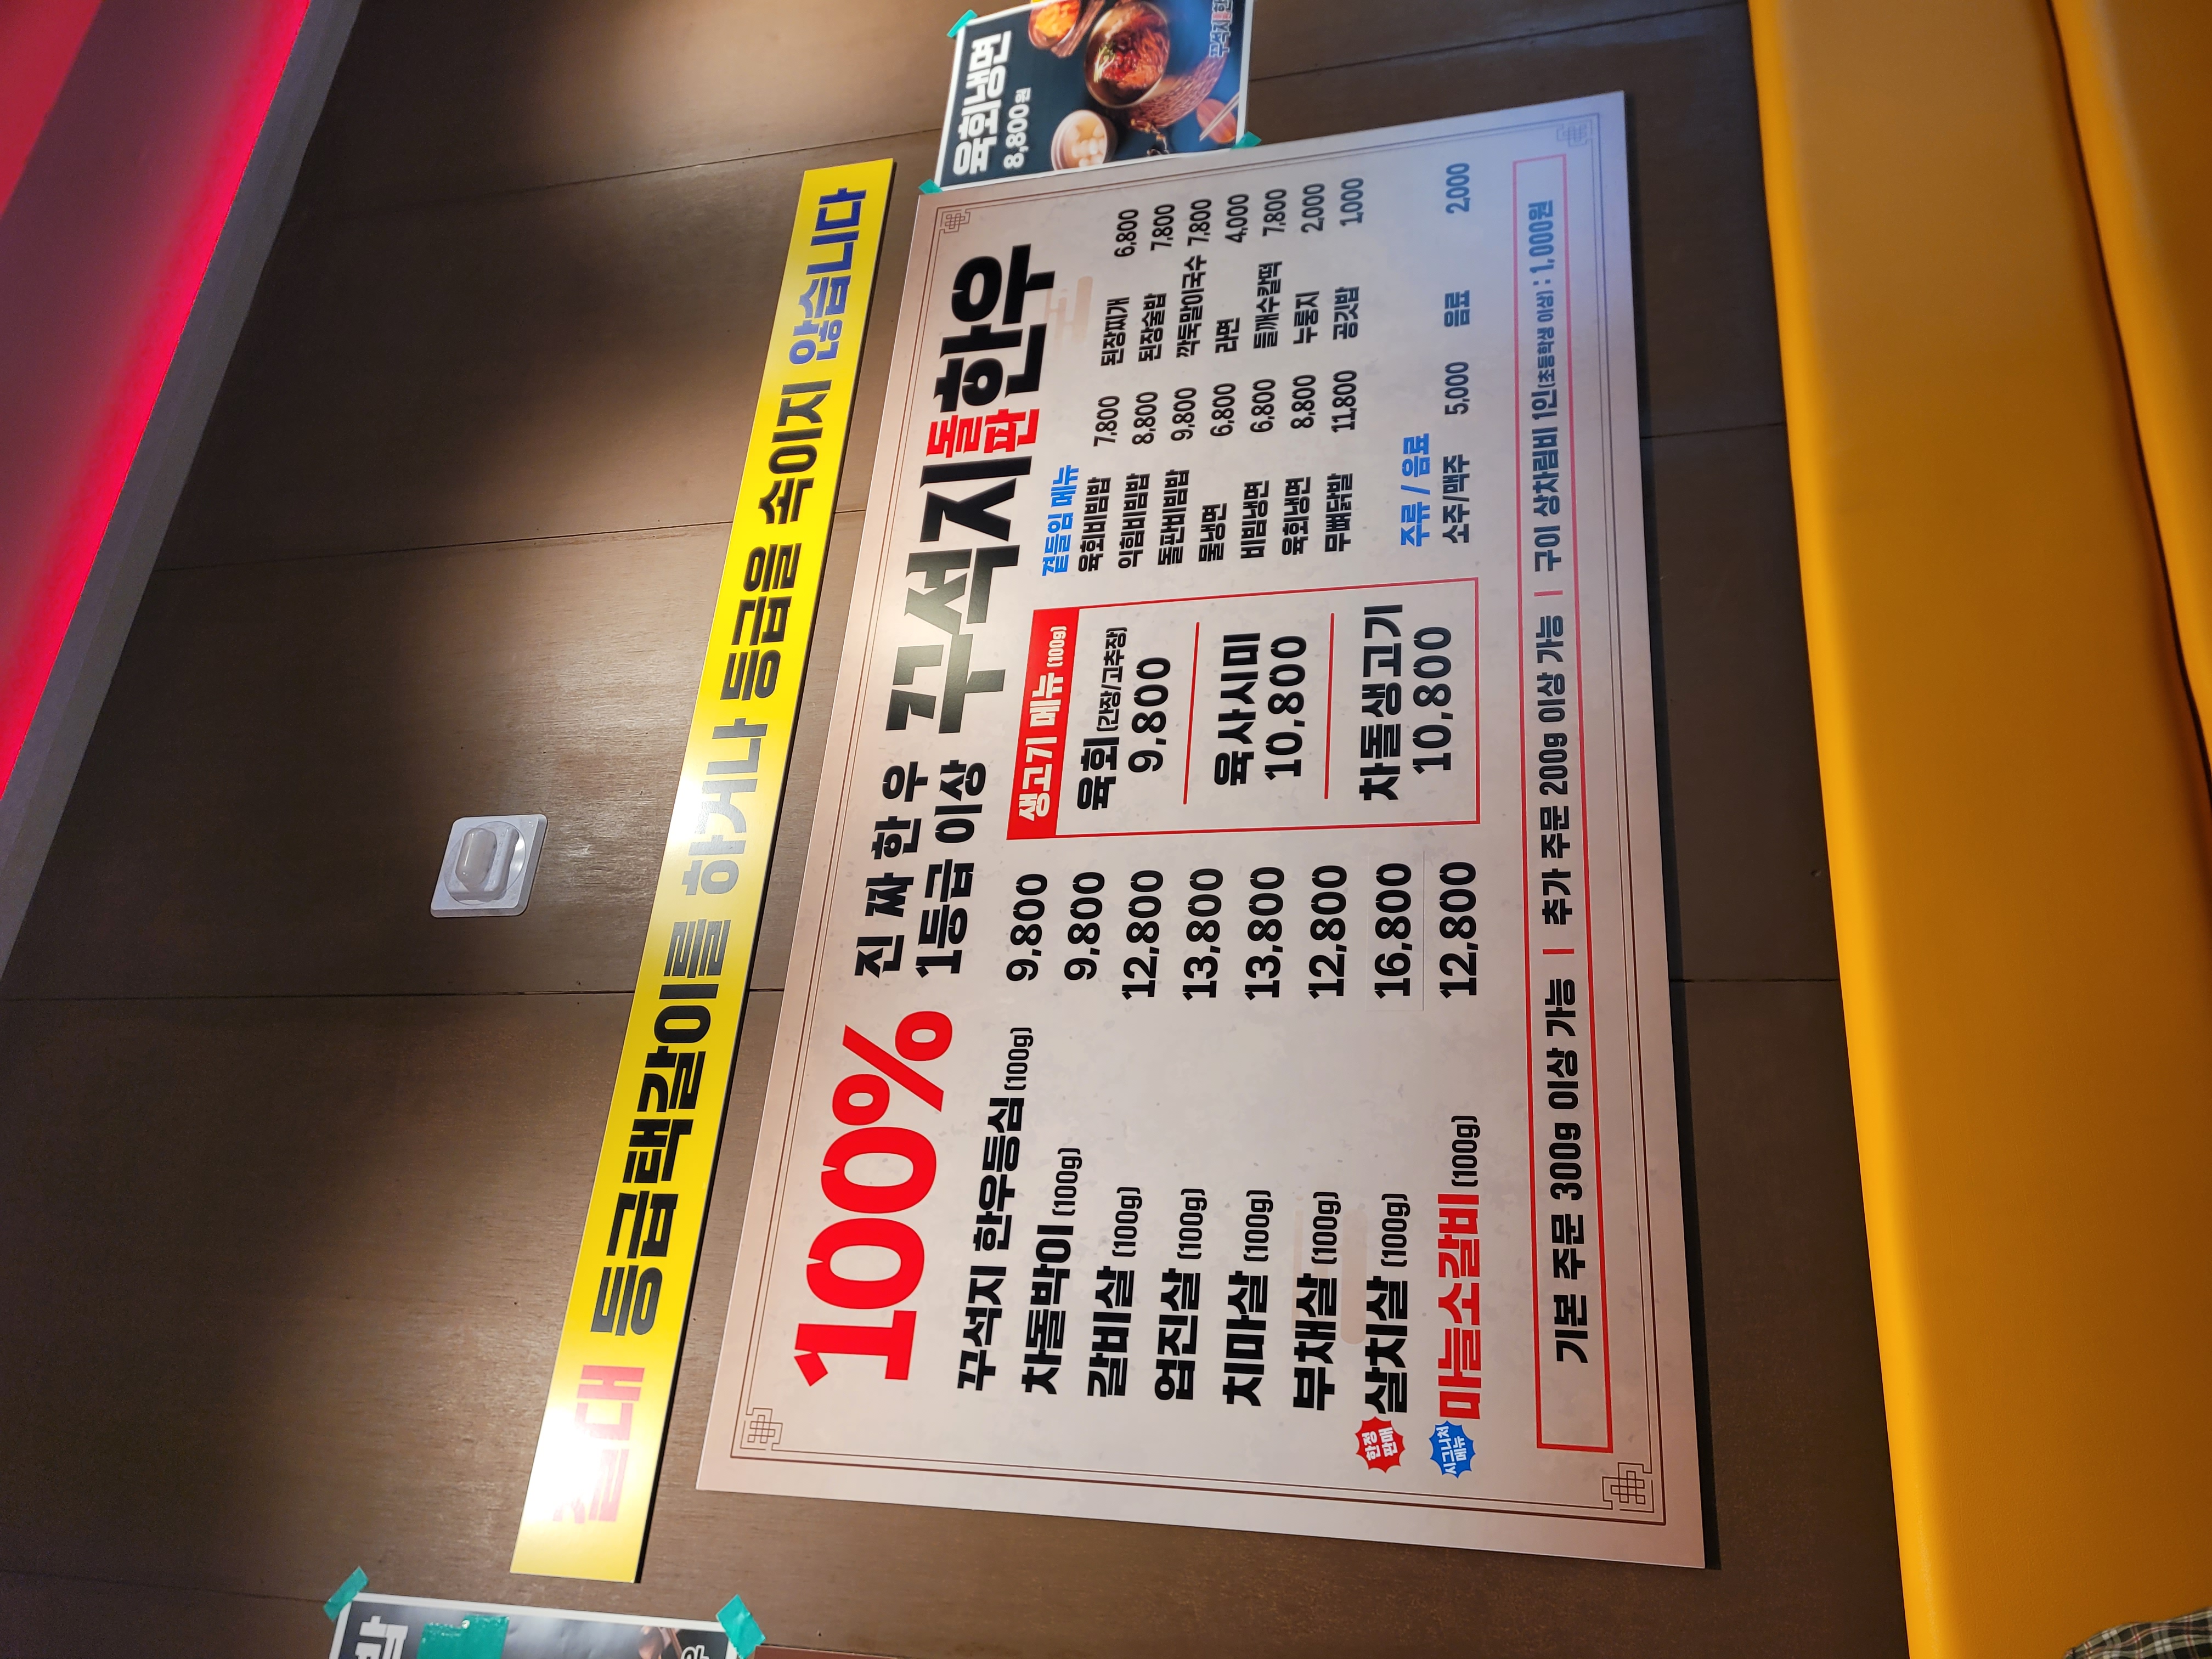 절대 등급택갈이를 하거나 등급을 속이지 않습니다
100%
진짜한우
1등급 이상
꾸석지돌판한우
꾸석지 한우등심 (100g) 9,800
차돌박이 (100g) 9,800
갈비살 (100g) 12,800
업진살 (100g) 13,800
치마살 (100g) 13,800
부채살 (100g) 12,800
한정
판매
살치살 (100g) 16,800
시그니처
메뉴
마늘소갈비 (100g) 12,800
생고기 메뉴 (100g)
육회 (간장/고추장)
9,800
육사시미
10,800
차돌생고기
10,800
곁들임 메뉴
육회비빔밥 7,800
익힘비빔밥 8,800
돌판비빔밥 9,800
물냉면 6,800
비빔냉면 6,800
육회냉면 8,800
무뼈닭발 11,800
된장찌개 6,800
된장술밥 7,800
깍둑말이국수 7,800
라면 4,000
들깨수칼떡 7,800
누룽지 2,000
공깃밥 1,000
주류 / 음료
소주/맥주 5,000 음료 2,000
기본 주문 300g 이상 가능 | 추가 주문 200g 이상 가능 | 구이 상차림비 1인(초등학생 이상) : 1,000원
육회냉면
8,800원
꾸석지돌판한